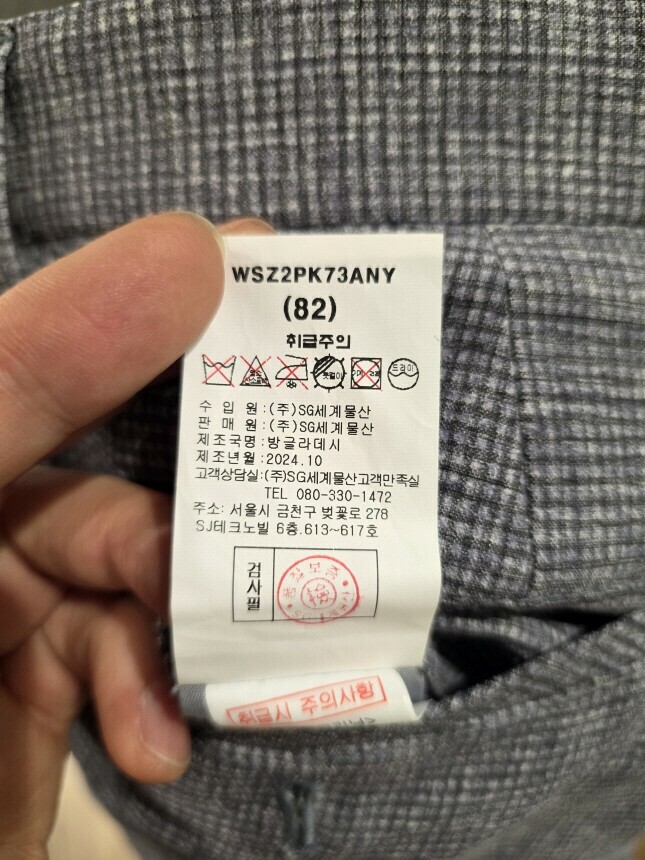 WSZ2PK73ANY
(82)
취급주의
드라이
수 입 원 :(주)SG세계물산
판 매 원 :(주)SG세계물산
제조국명:방글라데시
제조년월:2024.10
고객상담실:(주)SG세계물산고객만족실
TEL 080-330-1472
주소: 서울시 금천구 벚꽃로 278
SJ테크노빌 6층.613~617호
검사필
품질보증
취급시 주의사항